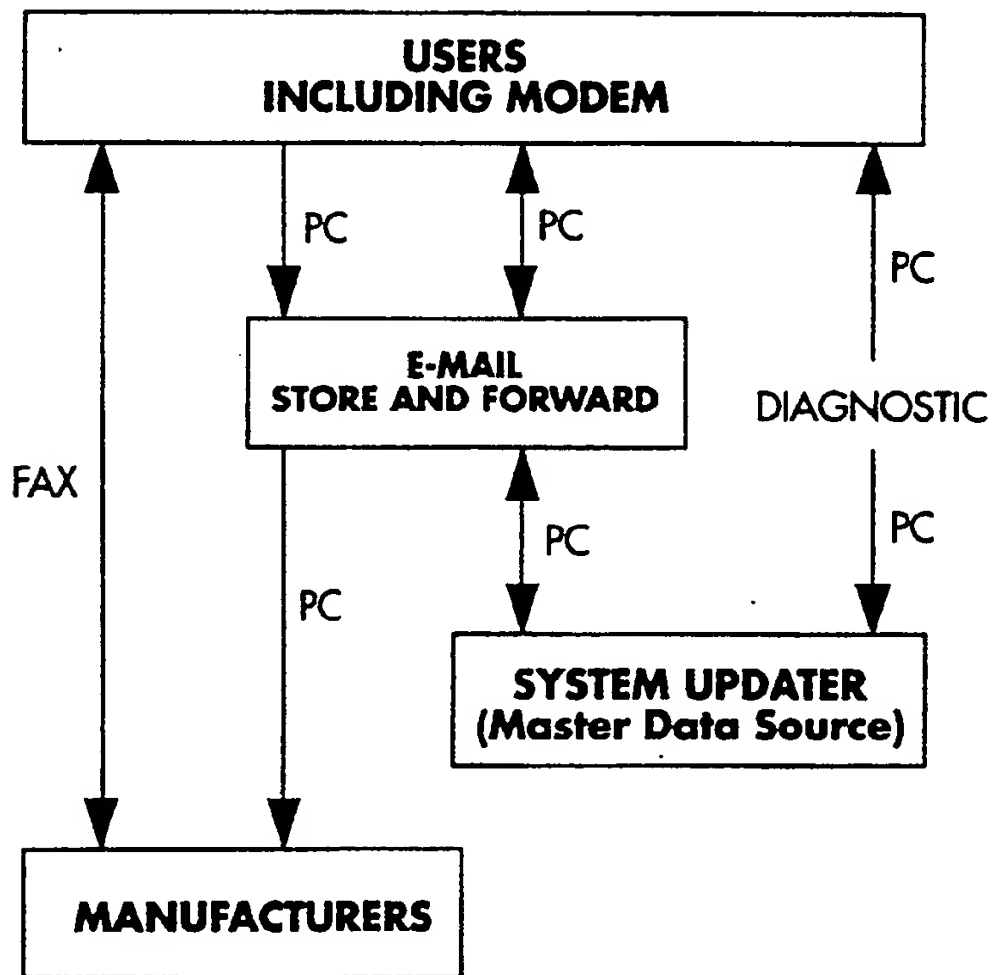 USERS
INCLUDING MODEM
PC
PC
PC
E-MAIL
STORE AND FORWARD
DIAGNOSTIC
FAX
PC
PC
PC
SYSTEM UPDATER
(Master Data Source)
MANUFACTURERS